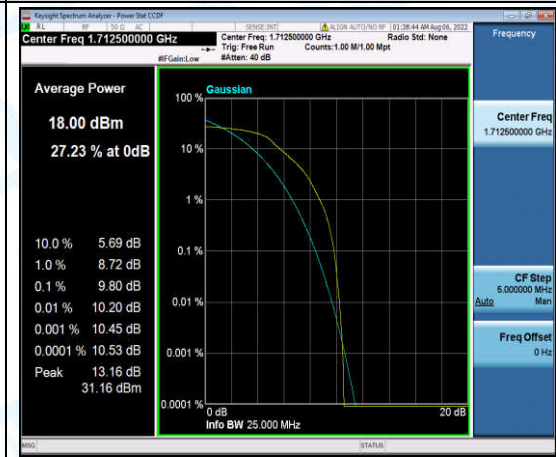 Keysight Spectrum Analyzer - Power Stat CCDF
RL RF 50 Ω AC SENSE:INT ALIGN AUTO/NO RF 01:38:44 AM Aug 06, 2022
Center Freq 1.712500000 GHz
Center Freq: 1.712500000 GHz Radio Std: None
Trig: Free Run Counts:1.00 M/1.00 Mpt
#IFGain:Low #Atten: 40 dB
Frequency
Average Power
18.00 dBm
27.23 % at 0dB
10.0 % 5.69 dB
1.0 % 8.72 dB
0.1 % 9.80 dB
0.01 % 10.20 dB
0.001 % 10.45 dB
0.0001 % 10.53 dB
Peak 13.16 dB
31.16 dBm
Gaussian
100 %
10 %
1 %
0.1 %
0.01 %
0.001 %
0.0001 %
0 dB 20 dB
Info BW 25.000 MHz
Center Freq
1.712500000 GHz
CF Step
5.000000 MHz
Auto Man
Freq Offset
0 Hz
MSG STATUS